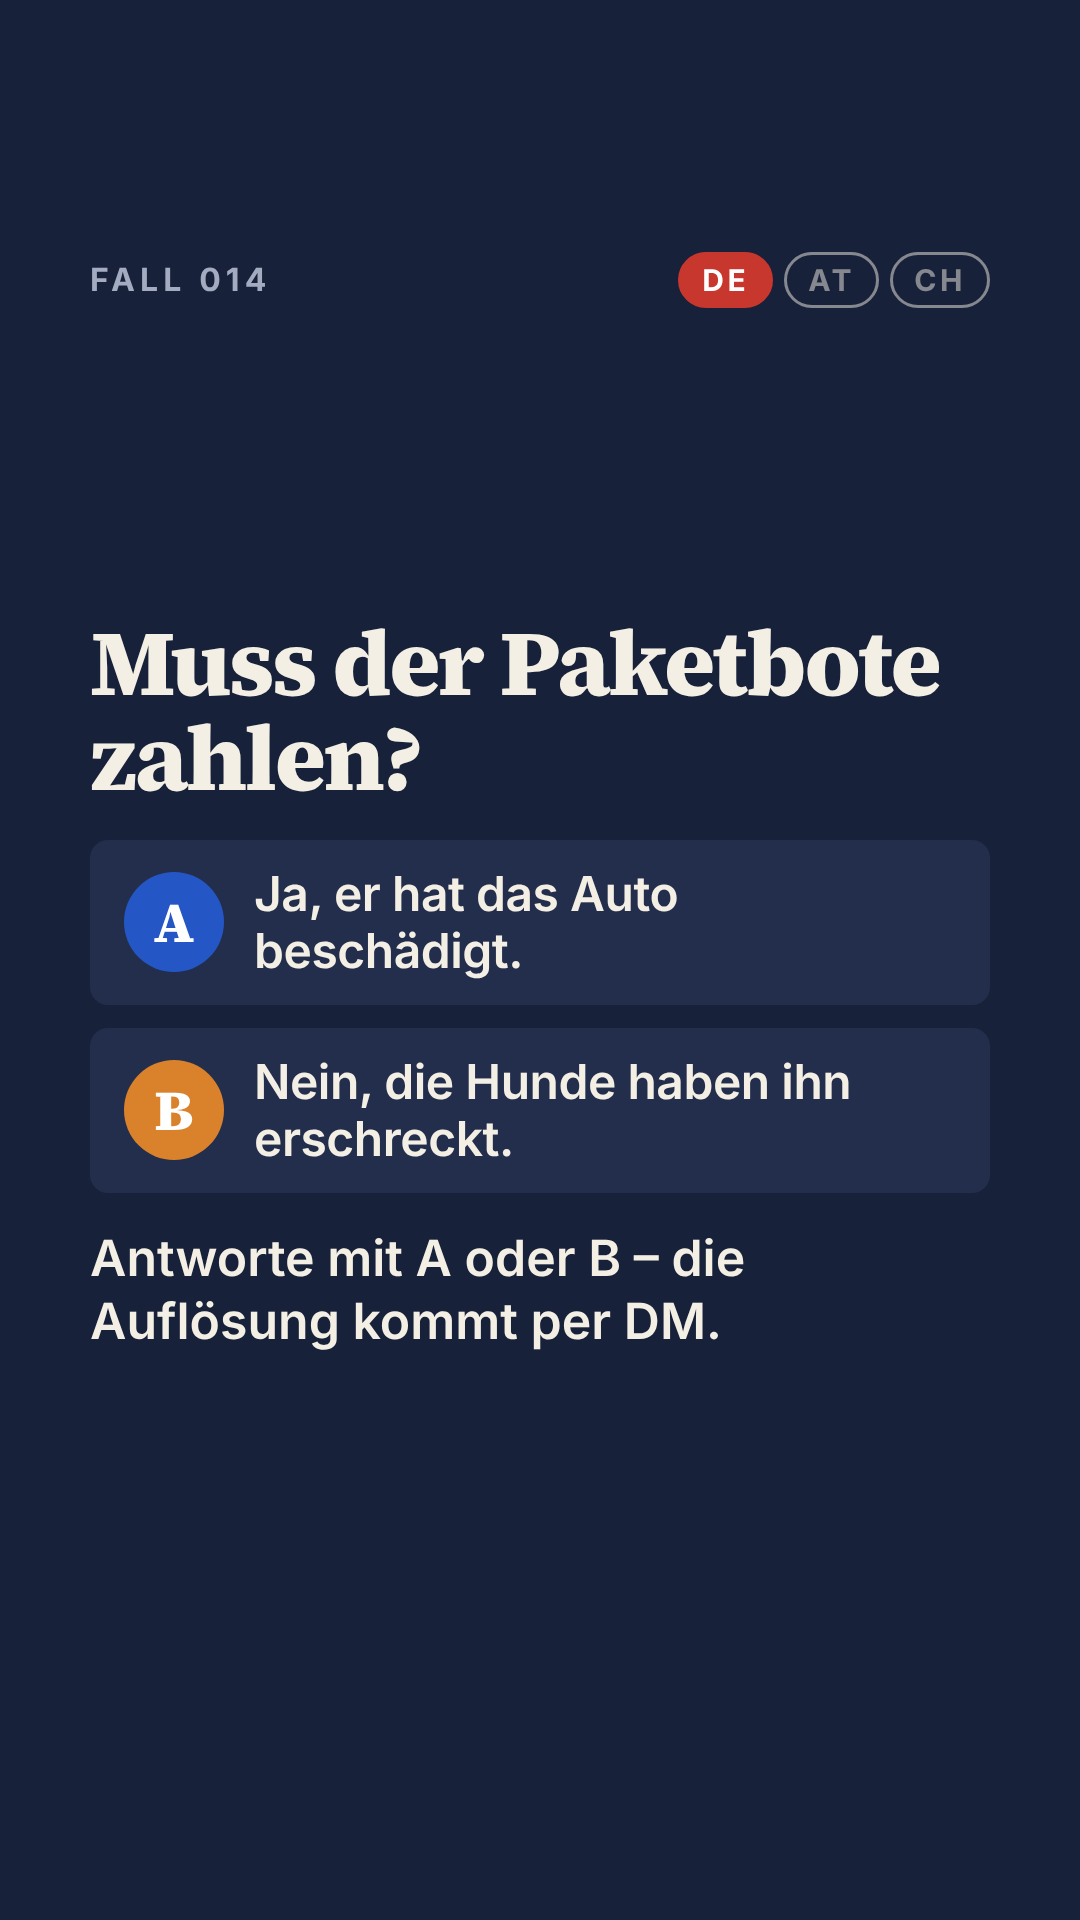 FALL 014
DE AT CH
Muss der Paketbote
zahlen?
A
Ja, er hat das Auto
beschädigt.
B
Nein, die Hunde haben ihn
erschreckt.
Antworte mit A oder B – die
Auflösung kommt per DM.